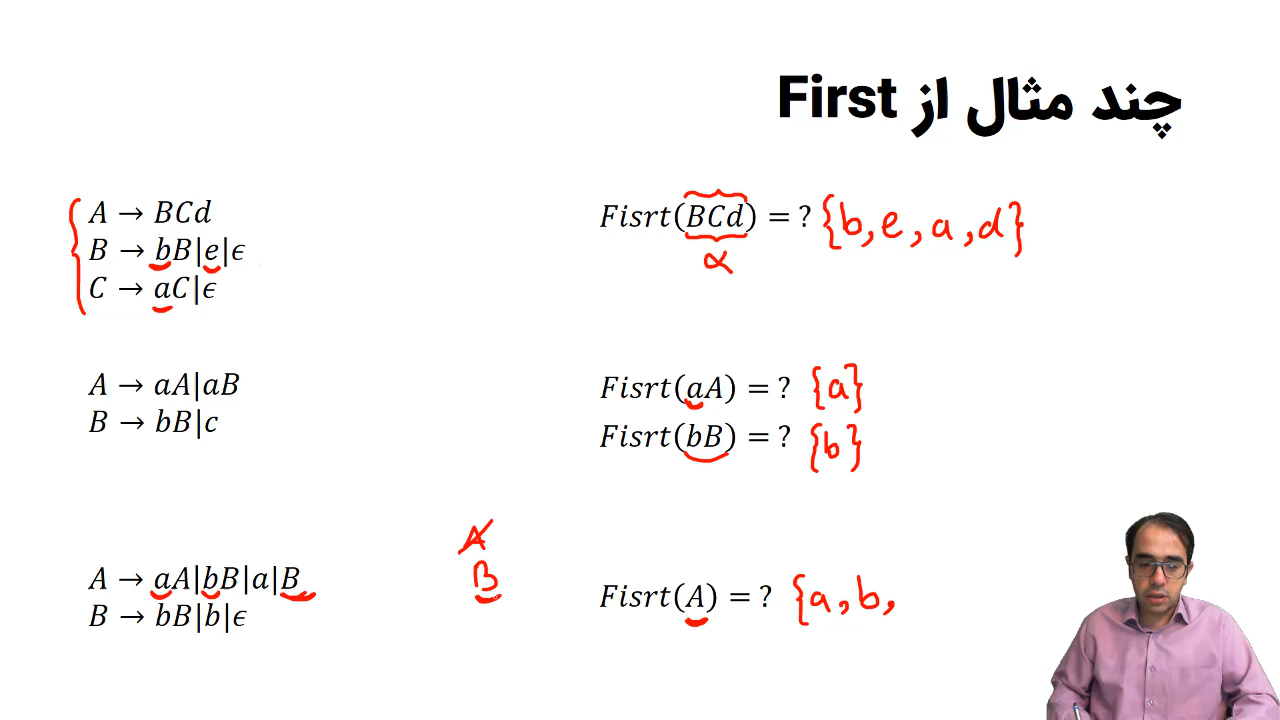 چند مثال از First
A → BCd
B → bB|e|ϵ
C → aC|ϵ
Fisrt(BCd) = ? {b, e, a, d}
α
A → aA|aB
B → bB|c
Fisrt(aA) = ? {a}
Fisrt(bB) = ? {b}
A → aA|bB|a|B
B → bB|b|ϵ
A
B
Fisrt(A) = ? {a, b,